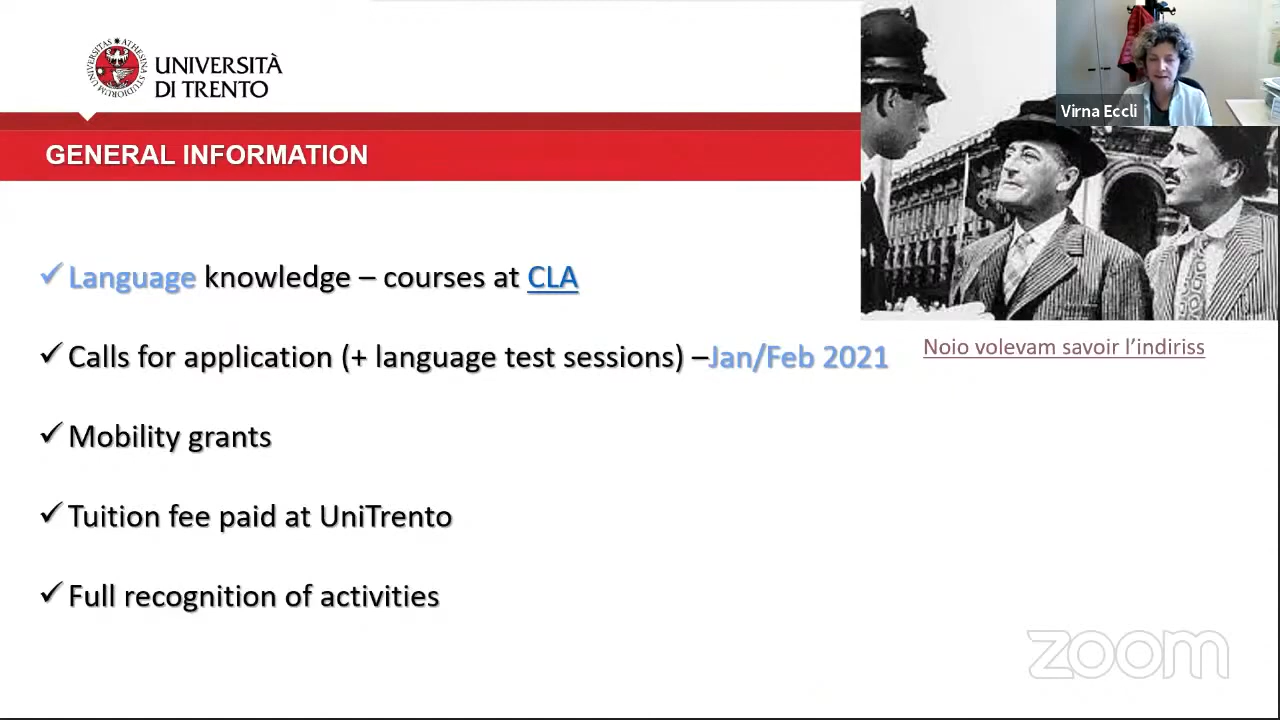 UNIVERSITÀ
DI TRENTO
Virna Eccli
GENERAL INFORMATION
Language knowledge – courses at CLA
Calls for application (+ language test sessions) –Jan/Feb 2021
Noio volevam savoir l’indiriss
Mobility grants
Tuition fee paid at UniTrento
Full recognition of activities
zoom